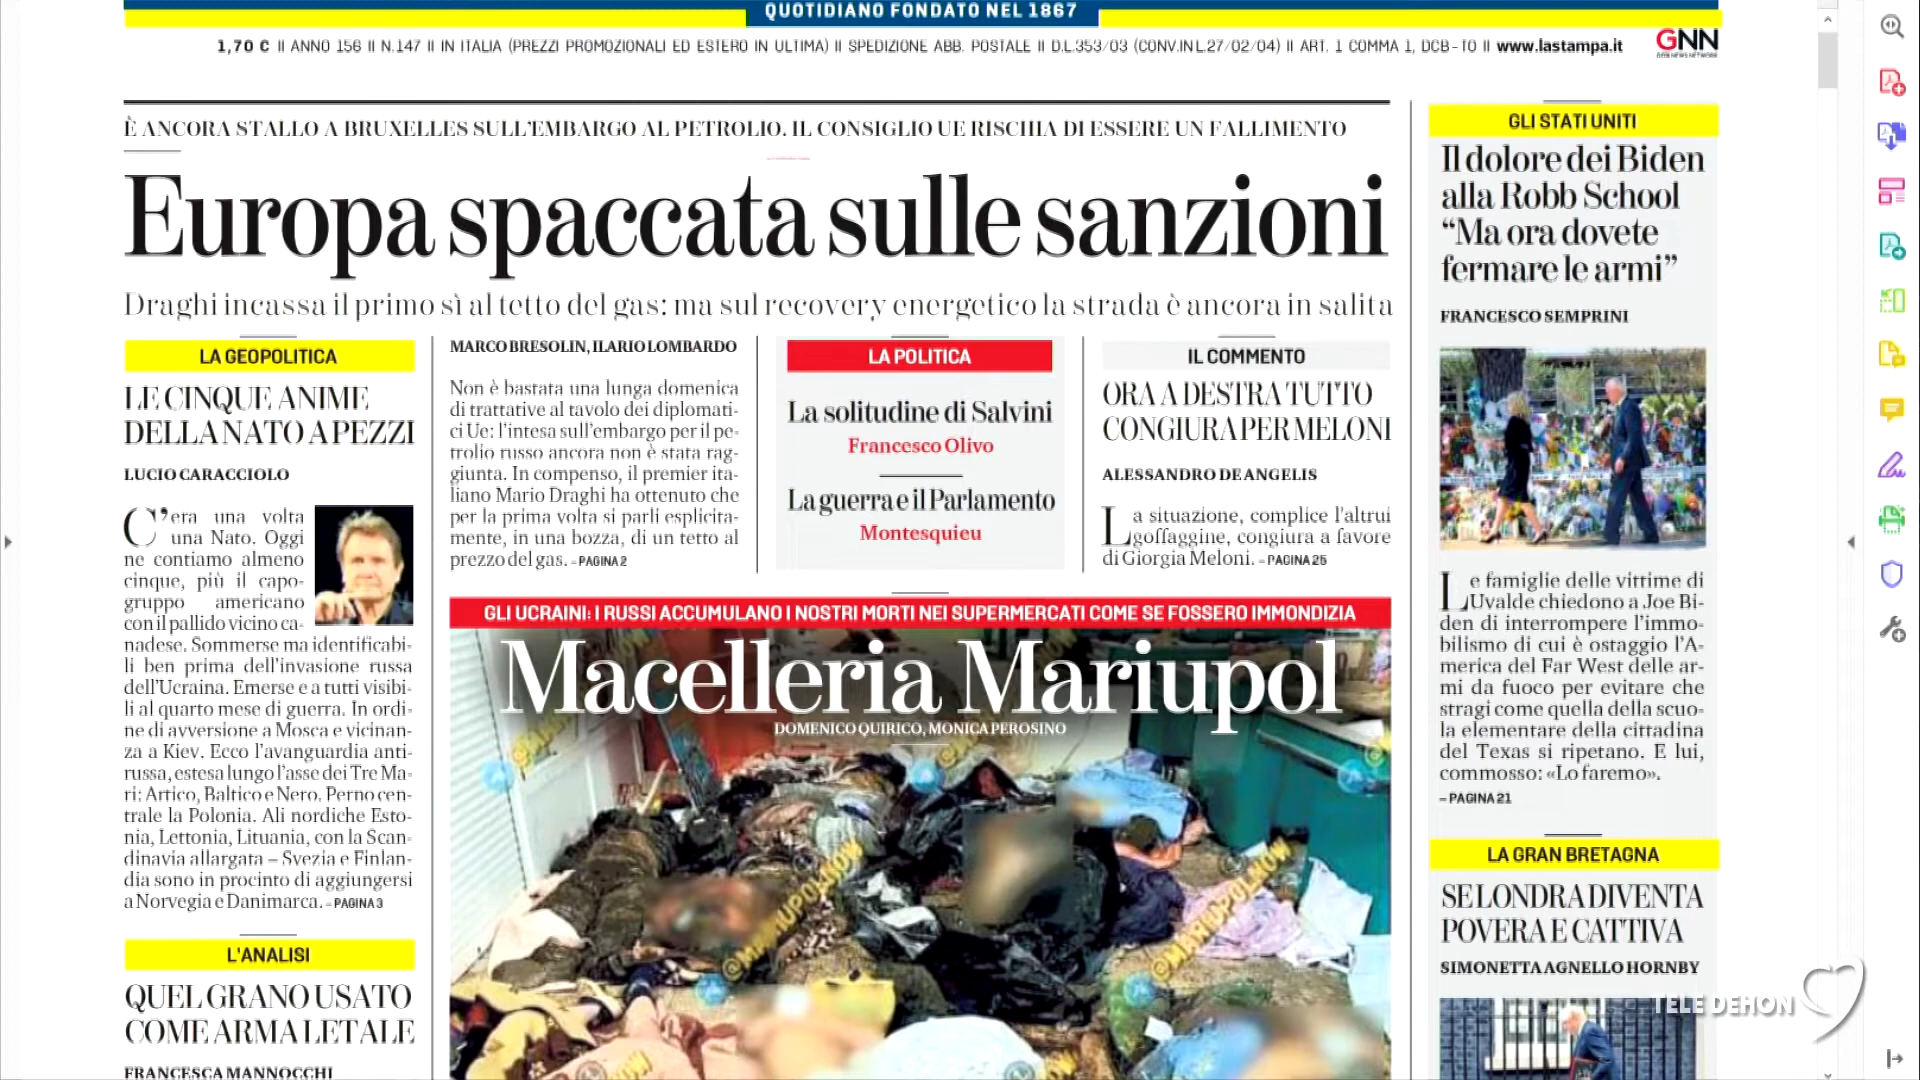 QUOTIDIANO FONDATO NEL 1867
1,70 C II ANNO 156 II N.147 II IN ITALIA (PREZZI PROMOZIONALI ED ESTERO IN ULTIMA) II SPEDIZIONE ABB. POSTALE II D.L.353/03 (CONV.IN L.27/02/04) II ART. 1 COMMA 1, DCB-TO II www.lastampa.it
GNN
È ANCORA STALLO A BRUXELLES SULL'EMBARGO AL PETROLIO. IL CONSIGLIO UE RISCHIA DI ESSERE UN FALLIMENTO
Europa spaccata sulle sanzioni
Draghi incassa il primo sì al tetto del gas: ma sul recovery energetico la strada è ancora in salita
LA GEOPOLITICA
LE CINQUE ANIME
DELLA NATO A PEZZI
LUCIO CARACCIOLO
C'era una volta
una Nato. Oggi
ne contiamo almeno
cinque, più il capo-
gruppo americano
con il pallido vicino ca-
nadese. Sommerse ma identificabi-
li ben prima dell'invasione russa
dell'Ucraina. Emerse e a tutti visibi-
li al quarto mese di guerra. In ordi-
ne di avversione a Mosca e vicinan-
za a Kiev. Ecco l'avanguardia anti-
russa, estesa lungo l'asse dei Tre Ma-
ri: Artico, Baltico e Nero. Perno cen-
trale la Polonia. Ali nordiche Esto-
nia, Lettonia, Lituania, con la Scan-
dinavia allargata – Svezia e Finlan-
dia sono in procinto di aggiungersi
a Norvegia e Danimarca. – PAGINA 3
L'ANALISI
QUEL GRANO USATO
COME ARMA LETALE
FRANCESCA MANNOCCHI
MARCO BRESOLIN, ILARIO LOMBARDO
Non è bastata una lunga domenica
di trattative al tavolo dei diplomati-
ci Ue: l'intesa sull'embargo per il pe-
trolio russo ancora non è stata rag-
giunta. In compenso, il premier ita-
liano Mario Draghi ha ottenuto che
per la prima volta si parli esplicita-
mente, in una bozza, di un tetto al
prezzo del gas. – PAGINA 2
LA POLITICA
La solitudine di Salvini
Francesco Olivo
La guerra e il Parlamento
Montesquieu
IL COMMENTO
ORA A DESTRA TUTTO
CONGIURA PER MELONI
ALESSANDRO DE ANGELIS
La situazione, complice l'altrui
goffaggine, congiura a favore
di Giorgia Meloni. – PAGINA 25
GLI UCRAINI: I RUSSI ACCUMULANO I NOSTRI MORTI NEI SUPERMERCATI COME SE FOSSERO IMMONDIZIA
Macelleria Mariupol
DOMENICO QUIRICO, MONICA PEROSINO
@MARIUPOLNOW
@MARIUPOLNOW
GLI STATI UNITI
Il dolore dei Biden
alla Robb School
“Ma ora dovete
fermare le armi”
FRANCESCO SEMPRINI
Le famiglie delle vittime di
Uvalde chiedono a Joe Bi-
den di interrompere l'immo-
bilismo di cui è ostaggio l'A-
merica del Far West delle ar-
mi da fuoco per evitare che
stragi come quella della scuo-
la elementare della cittadina
del Texas si ripetano. E lui,
commosso: «Lo faremo».
– PAGINA 21
LA GRAN BRETAGNA
SE LONDRA DIVENTA
POVERA E CATTIVA
SIMONETTA AGNELLO HORNBY
TELE DEHON